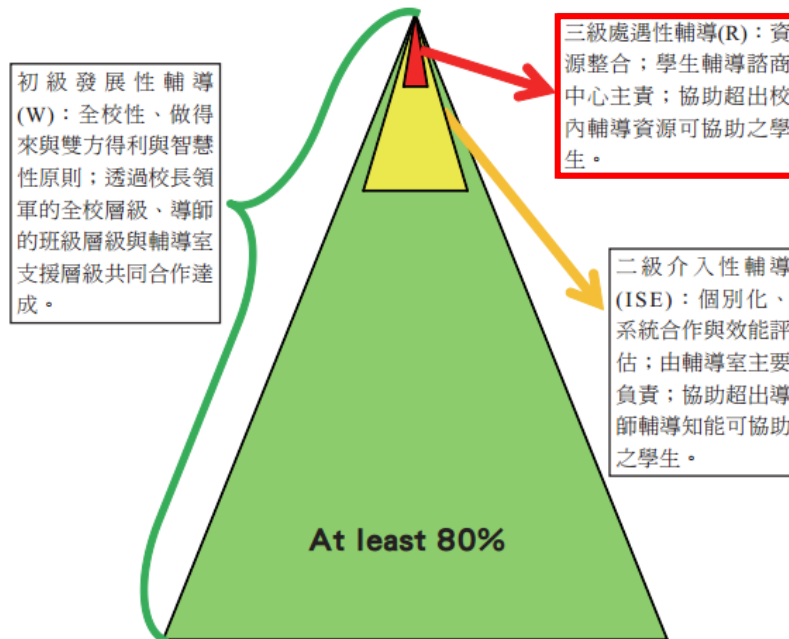 初級發展性輔導
(W)：全校性、做得
來與雙方得利與智慧
性原則；透過校長領
軍的全校層級、導師
的班級層級與輔導室
支援層級共同合作達
成。
三級處遇性輔導(R)：資
源整合；學生輔導諮商
中心主責；協助超出校
內輔導資源可協助之學
生。
二級介入性輔導
(ISE)：個別化、
系統合作與效能評
估；由輔導室主要
負責；協助超出導
師輔導知能可協助
之學生。
At least 80%